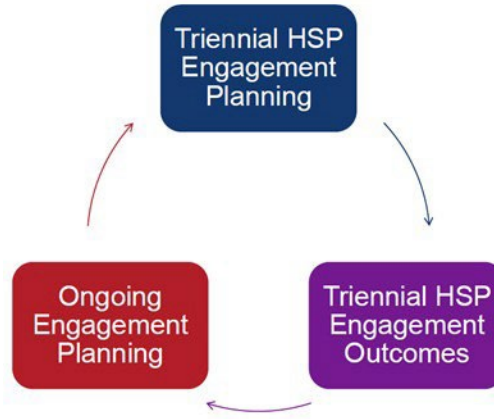 Triennial HSP
Engagement
Planning
Ongoing
Engagement
Planning
Triennial HSP
Engagement
Outcomes